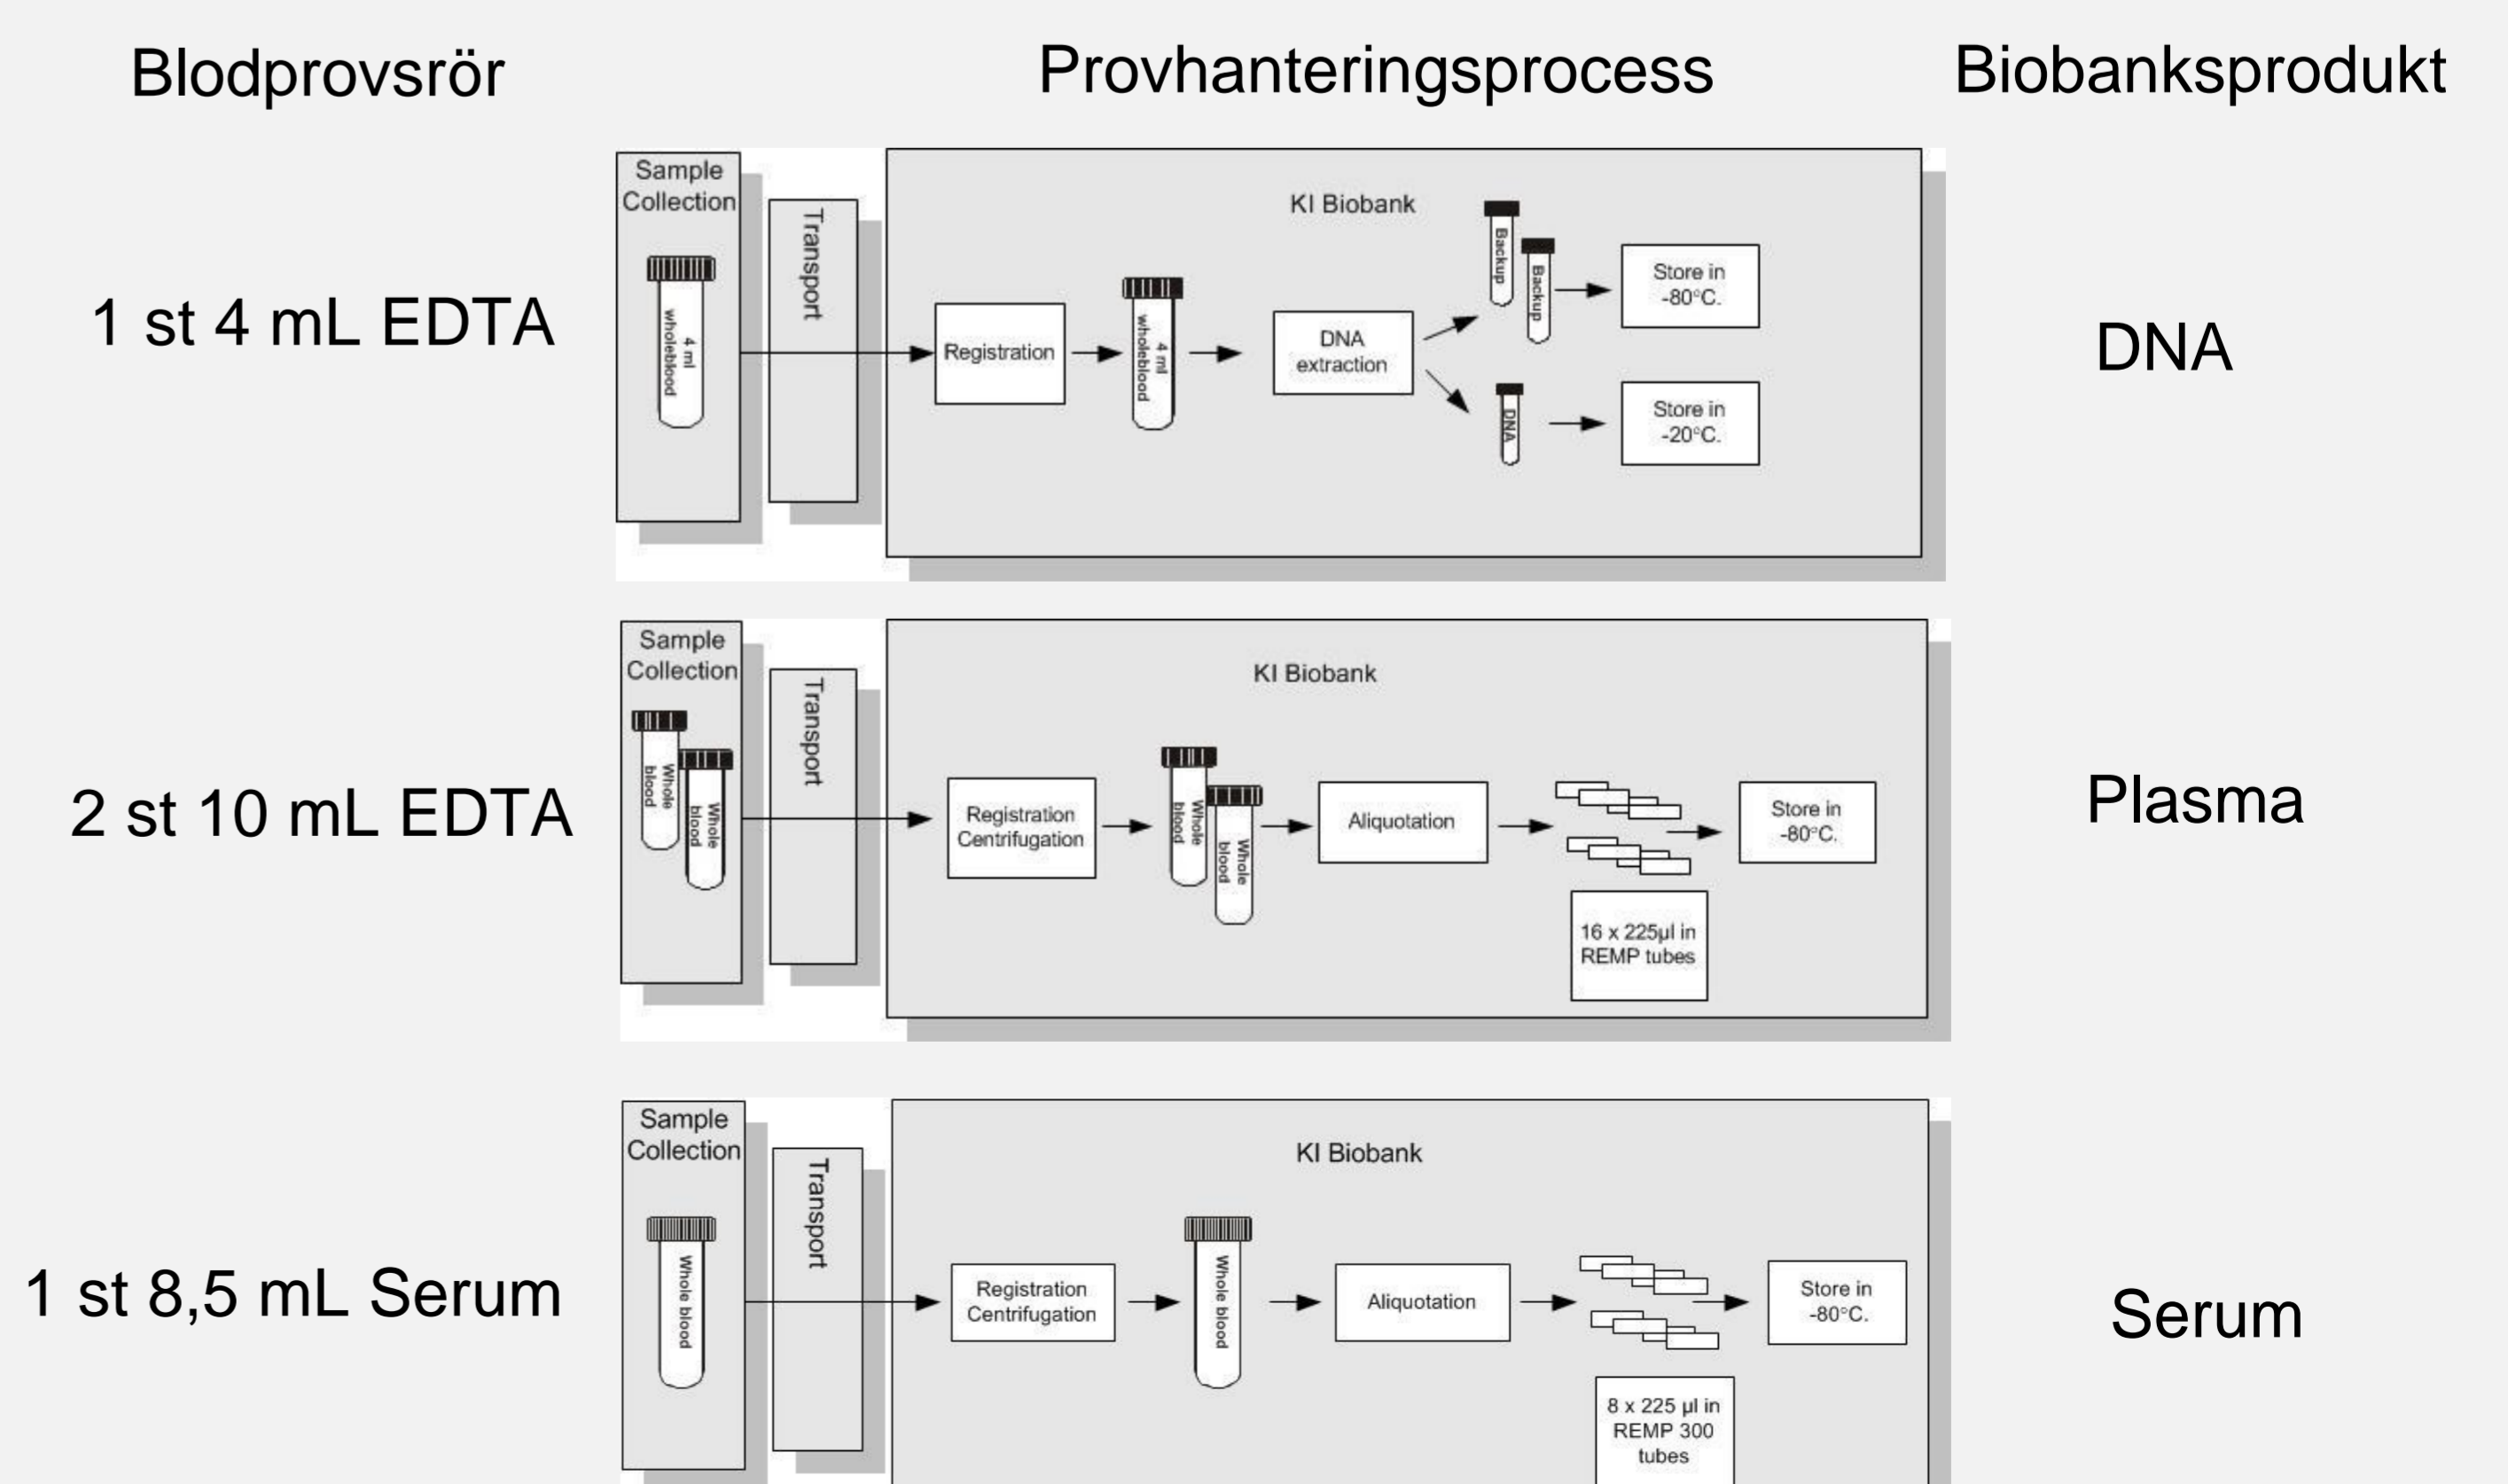 Blodprovsrör
Provhanteringsprocess
Biobanksprodukt
1 st 4 mL EDTA
Sample
Collection
4 ml
wholeblood
Transport
KI Biobank
Registration
4 ml
wholeblood
DNA
extraction
Backup
Backup
Store in
-80°C.
DNA
Store in
-20°C.
DNA
2 st 10 mL EDTA
Sample
Collection
Whole
blood
Whole
blood
Transport
KI Biobank
Registration
Centrifugation
Whole
blood
Whole
blood
Aliquotation
16 x 225µl in
REMP tubes
Store in
-80°C.
Plasma
1 st 8,5 mL Serum
Sample
Collection
Whole blood
Transport
KI Biobank
Registration
Centrifugation
Whole blood
Aliquotation
8 x 225 µl in
REMP 300
tubes
Store in
-80°C.
Serum